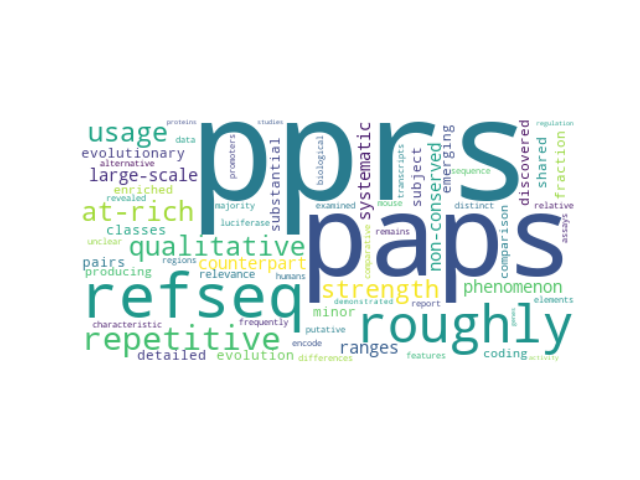 proteins
studies
regulation
usage
data
pprs
evolutionary
alternative
large-scale
enriched
revealed
promoters
substantial
biological
systematic
transcripts
subject
non-conserved
emerging
sequence
discovered
shared
fraction
majority
examined
mouse
distinct
relative
at-rich
luciferase
paps
classes
unclear
qualitative
remains
comparative
comparison
assays
pairs
regions
counterpart
producing
relevance
humans
strength
phenomenon
refseq
demonstrated
report
elements
minor
roughly
genes
characteristic
frequently
putative
repetitive
encode
ranges
detailed
evolution
differences
features
coding
activity